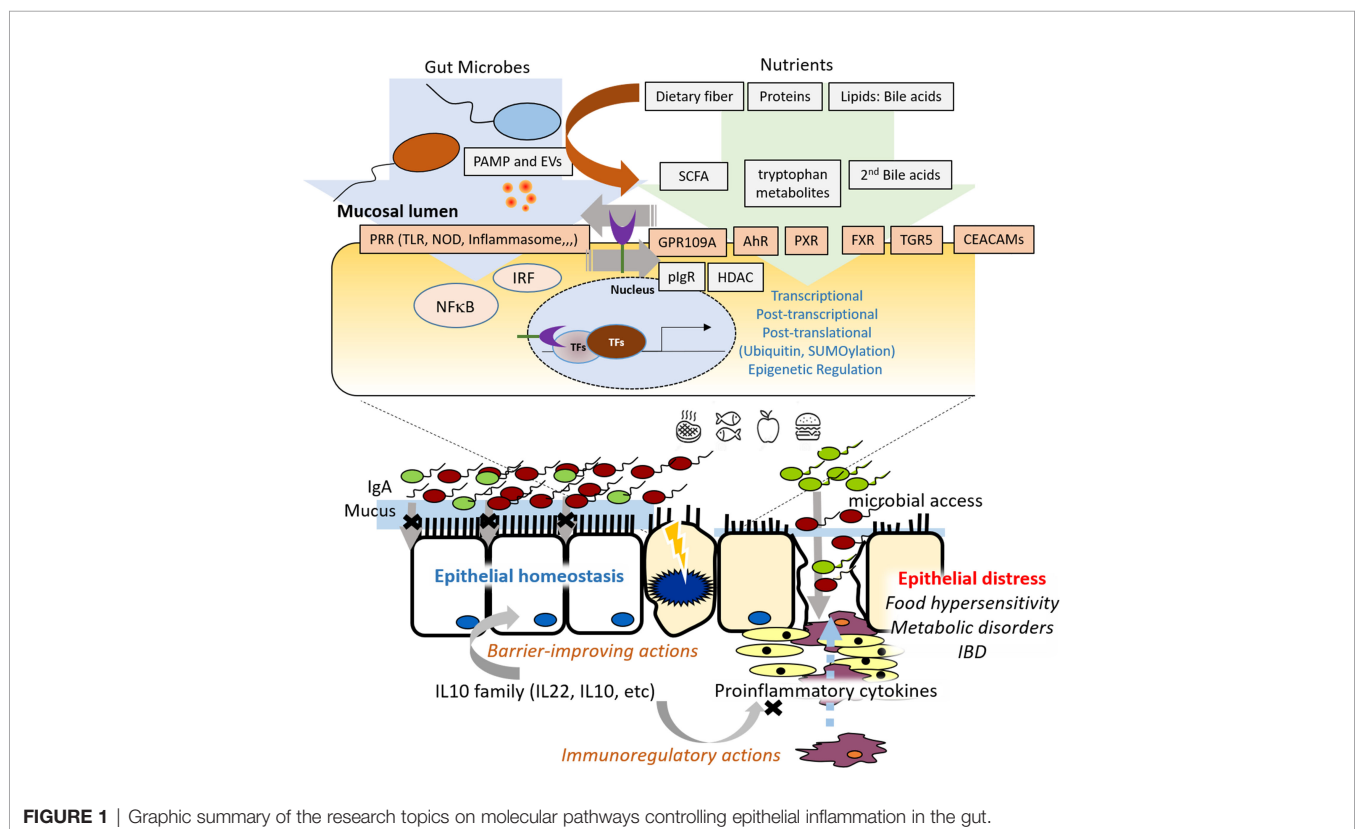 Gut Microbes
Nutrients
Dietary fiber
Proteins
Lipids: Bile acids
PAMP and EVs
SCFA
tryptophan
metabolites
2nd Bile acids
Mucosal lumen
PRR (TLR, NOD, Inflammasome,,,)
GPR109A
AhR
PXR
FXR
TGR5
CEACAMs
IRF
NFκB
Nucleus
pIgR
HDAC
TFs
TFs
Transcriptional
Post-transcriptional
Post-translational
(Ubiquitin, SUMOylation)
Epigenetic Regulation
IgA
Mucus
microbial access
Epithelial homeostasis
Epithelial distress
Food hypersensitivity
Metabolic disorders
IBD
Barrier-improving actions
IL10 family (IL22, IL10, etc)
Proinflammatory cytokines
Immunoregulatory actions
FIGURE 1 | Graphic summary of the research topics on molecular pathways controlling epithelial inflammation in the gut.